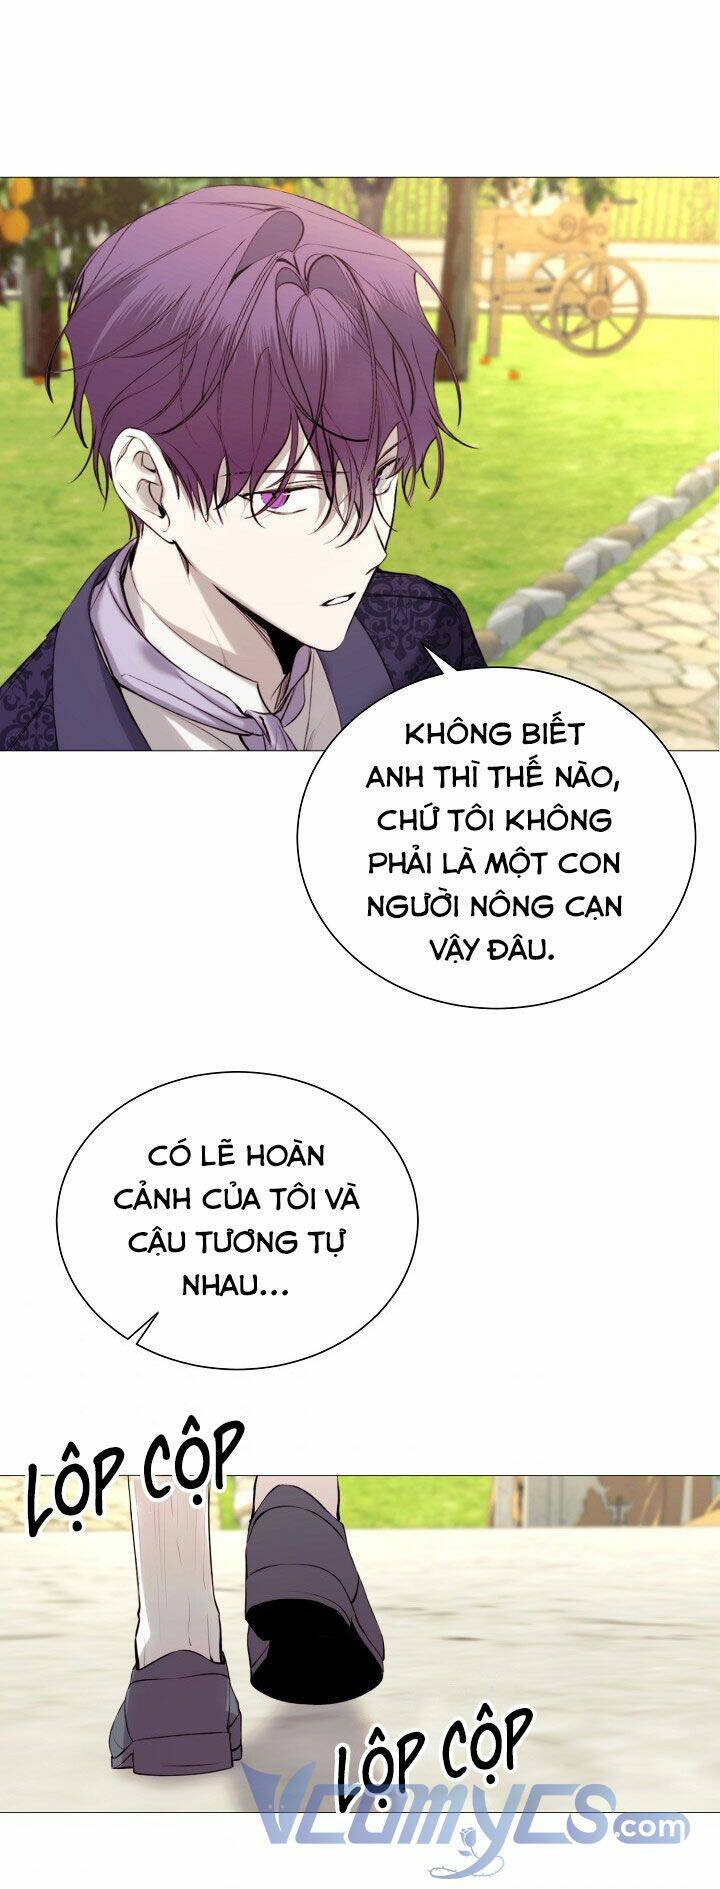 KHÔNG BIẾT
ANH THÌ THẾ NÀO,
CHỨ TÔI KHÔNG
PHẢI LÀ MỘT CON
NGƯỜI NÔNG CẠN
VẬY ĐÂU.
CÓ LẼ HOÀN
CẢNH CỦA TÔI VÀ
CẬU TƯƠNG TỰ
NHAU...
LỘP CỘP
LỘP CỘP
VCOMYCS.com